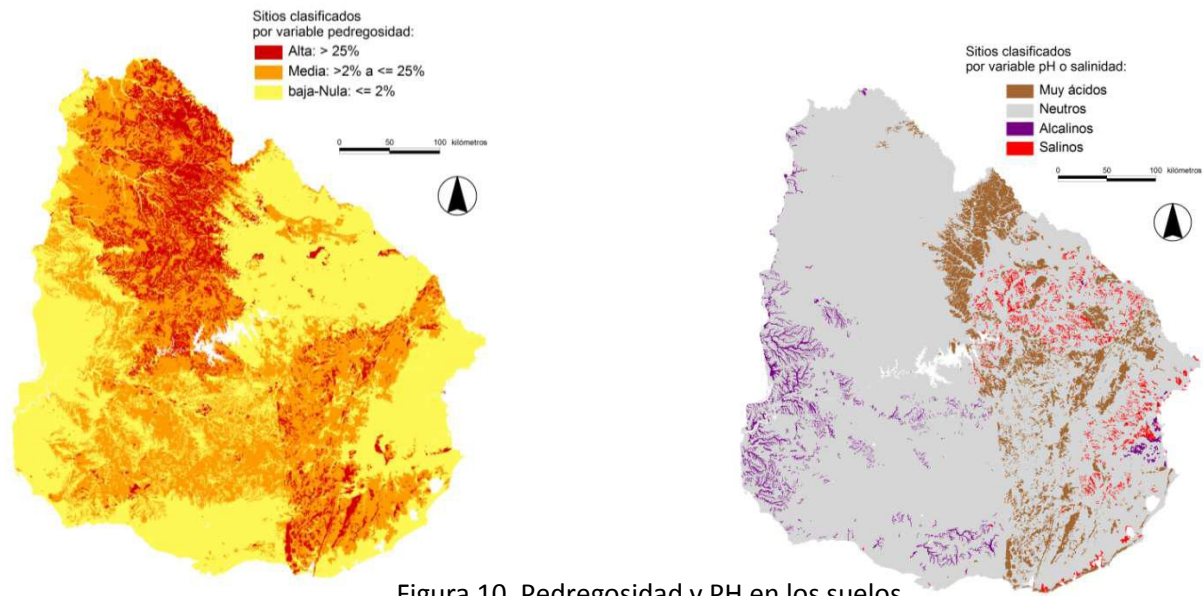 Sitios clasificados
por variable pedregosidad:
Alta: > 25%
Media: >2% a <= 25%
baja-Nula: <= 2%
0 50 100 kilómetros
Sitios clasificados
por variable pH o salinidad:
Muy ácidos
Neutros
Alcalinos
Salinos
0 50 100 kilómetros
Figura 10. Pedregosidad y PH en los suelos